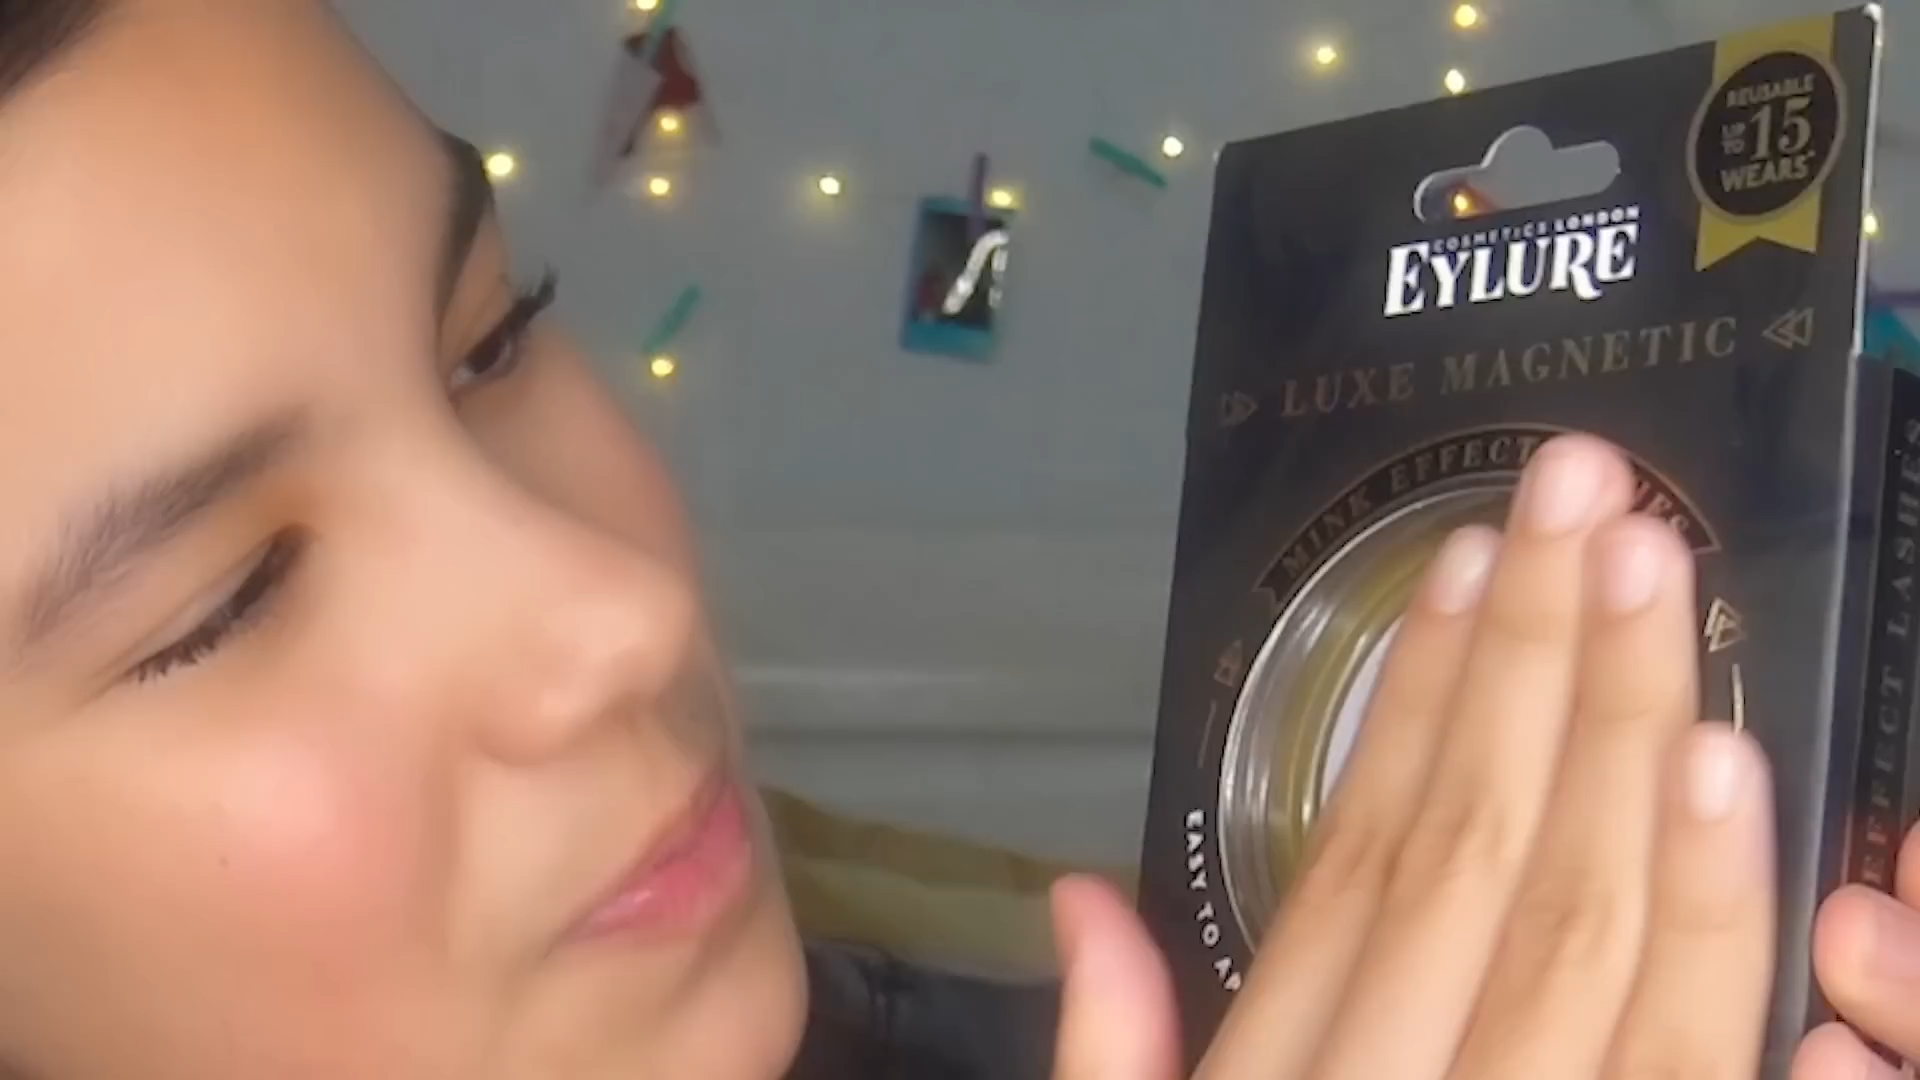 REUSABLE
UP TO 15
WEARS*
COSMETICS LONDON
EYLURE
LUXE MAGNETIC
MINK EFFECT
EASY TO
EFFECT LASHES